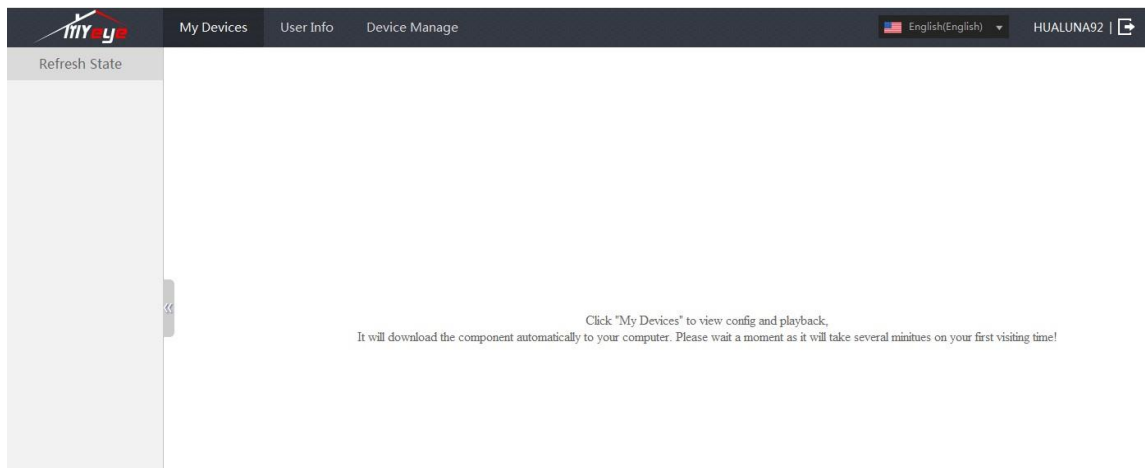 MYeye
My Devices User Info Device Manage English(English) HUALUNA92 |
Refresh State
«
Click "My Devices" to view config and playback,
It will download the component automatically to your computer. Please wait a moment as it will take several minitues on your first visiting time!